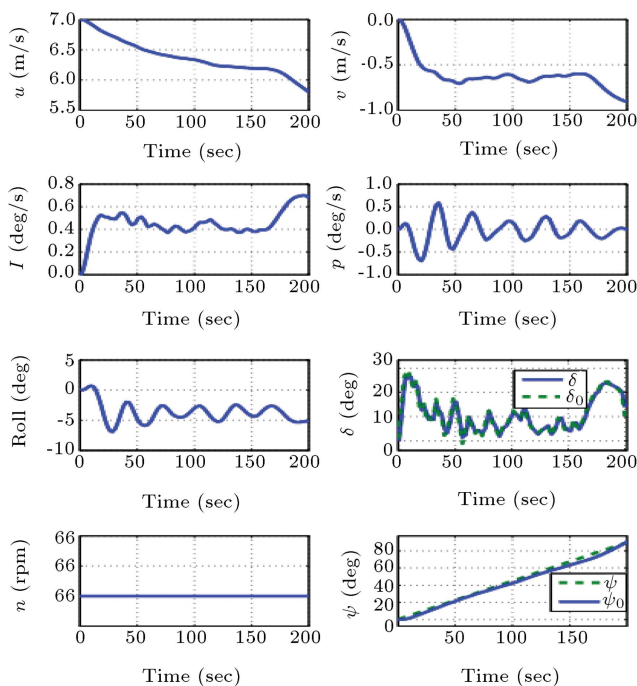 7.0
6.5
6.0
5.5
u (m/s)
0 50 100 150 200
Time (sec)
0.0
-0.5
-1.0
v (m/s)
0 50 100 150 200
Time (sec)
0.8
0.6
0.4
0.2
0.0
I (deg/s)
0 50 100 150 200
Time (sec)
1.0
0.5
0.0
-0.5
-1.0
p (deg/s)
0 50 100 150 200
Time (sec)
5
0
-5
-10
Roll (deg)
0 50 100 150 200
Time (sec)
30
20
10
0
δ (deg)
δ
δ0
0 50 100 150 200
Time (sec)
66
66
66
n (rpm)
0 50 100 150 200
Time (sec)
80
60
40
20
0
ψ (deg)
ψ
ψ0
50 100 150
Time (sec)